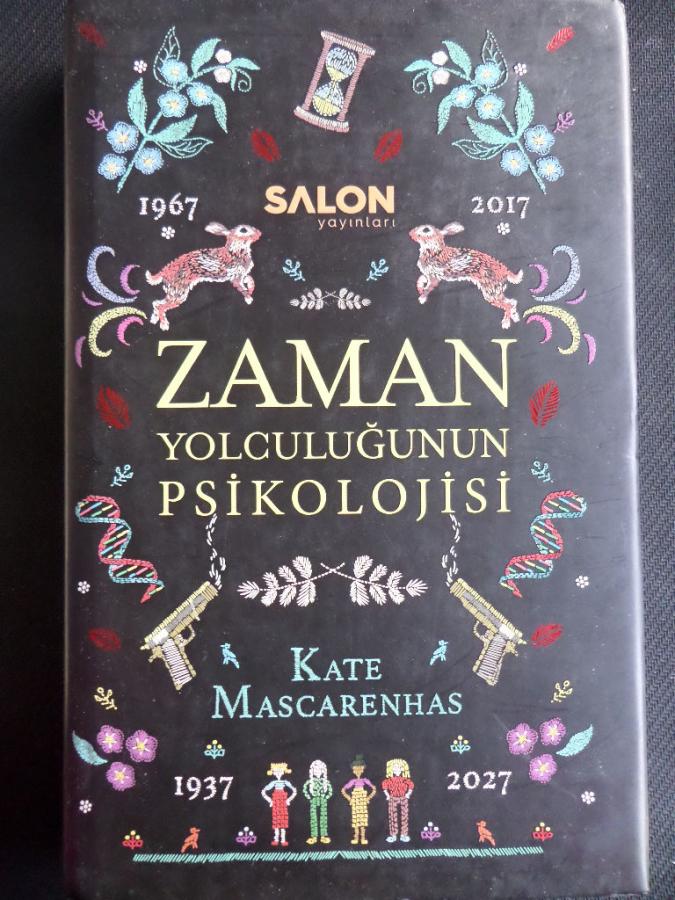 1967
SALON
yayınları
2017
ZAMAN
YOLCULUĞUNUN
PSİKOLOJİSİ
KATE
MASCARENHAS
1937
2027